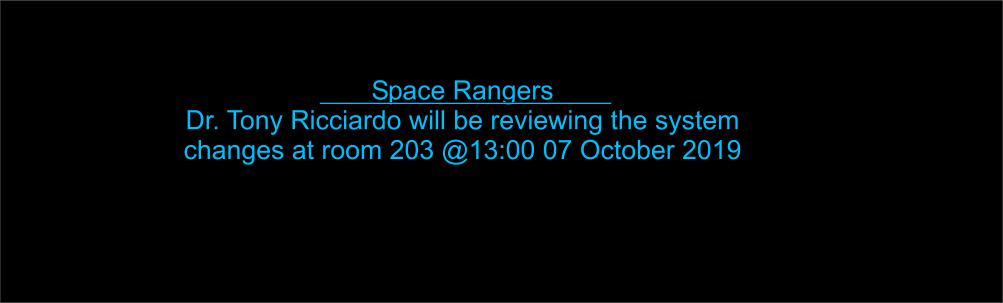 Space Rangers
Dr. Tony Ricciardo will be reviewing the system
changes at room 203 @13:00 07 October 2019